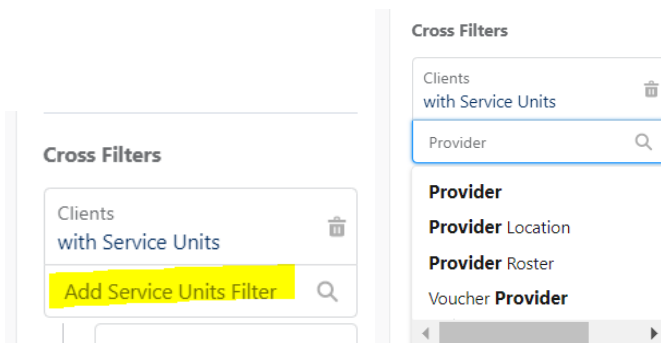 Cross Filters
Clients
with Service Units
Add Service Units Filter
Cross Filters
Clients
with Service Units
Provider
Provider
Provider Location
Provider Roster
Voucher Provider